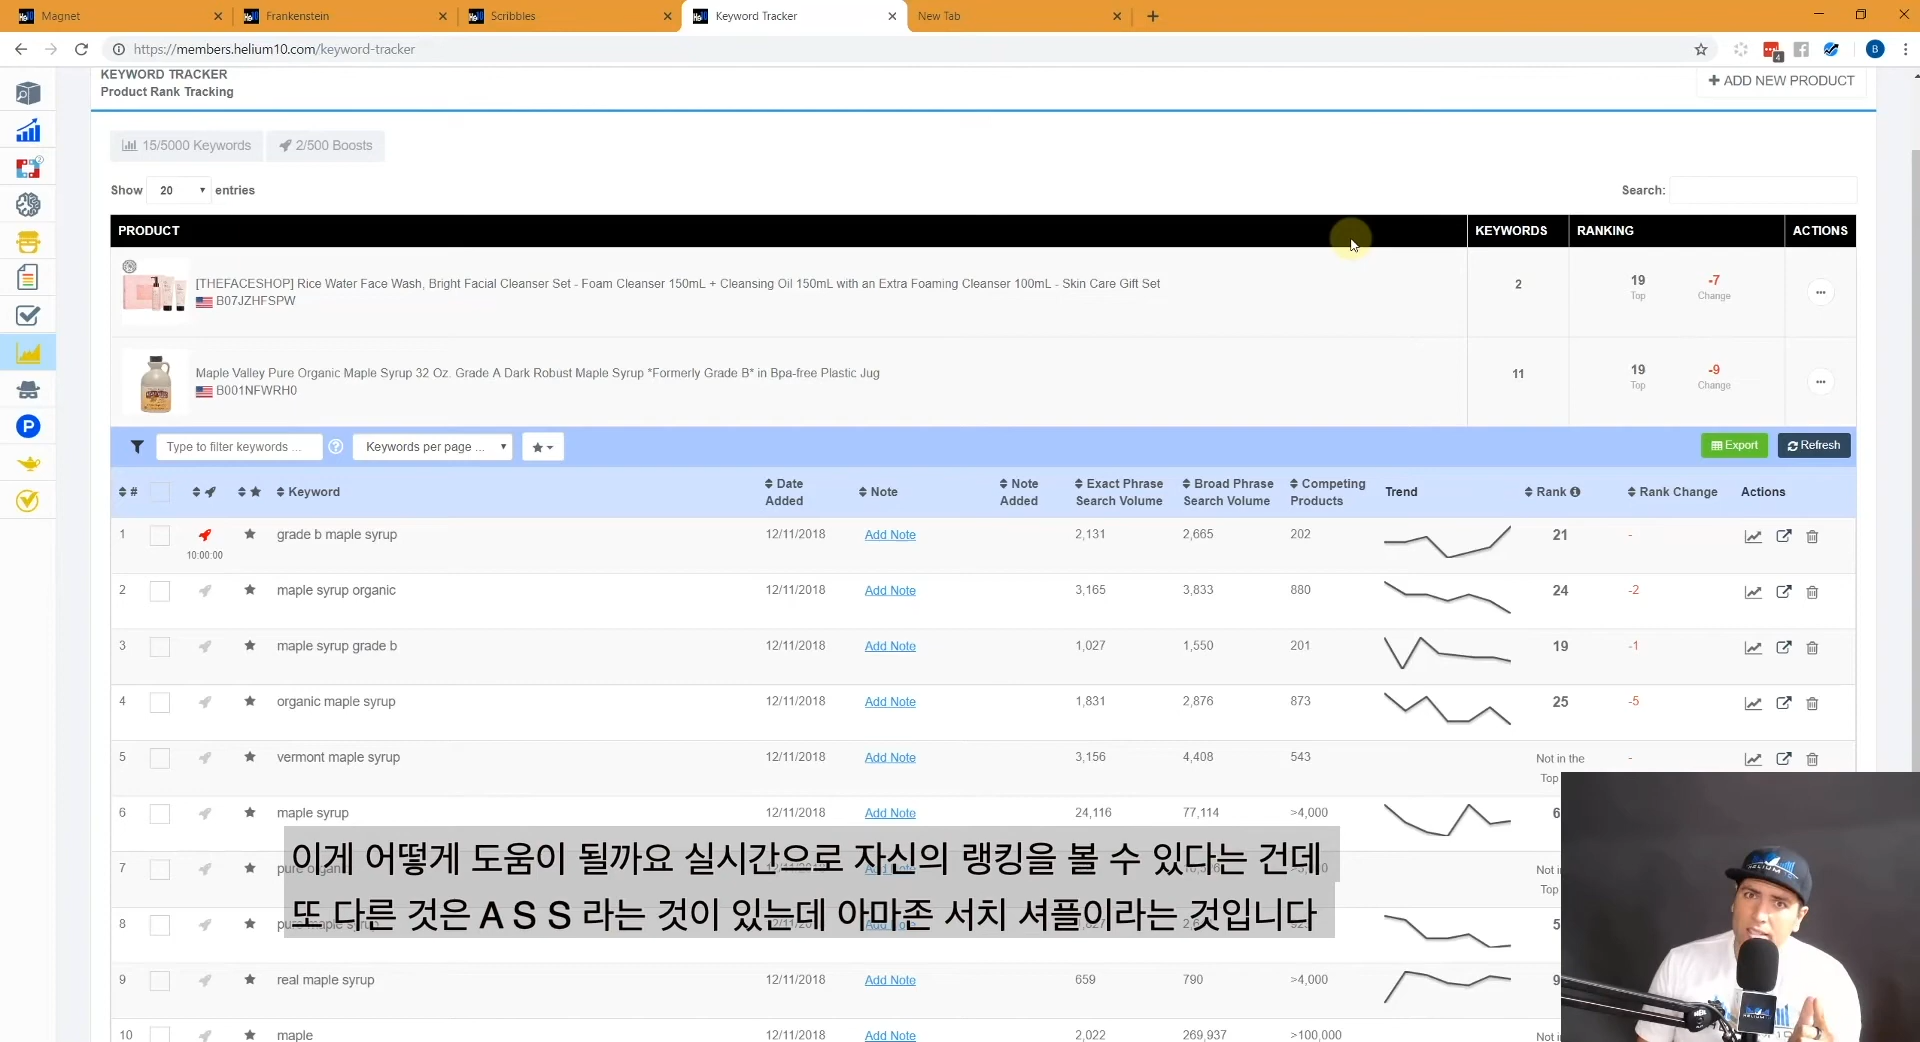 Magnet
Frankenstein
Scribbles
Keyword Tracker
New Tab
https://members.helium10.com/keyword-tracker
4
B
KEYWORD TRACKER
Product Rank Tracking
ADD NEW PRODUCT
15/5000 Keywords
2/500 Boosts
Show 20 entries
Search:
PRODUCT KEYWORDS RANKING ACTIONS
[THEFACESHOP] Rice Water Face Wash, Bright Facial Cleanser Set - Foam Cleanser 150mL + Cleansing Oil 150mL with an Extra Foaming Cleanser 100mL - Skin Care Gift Set
B07JZHFSPW
2
19 -7
Top Change
Maple Valley Pure Organic Maple Syrup 32 Oz. Grade A Dark Robust Maple Syrup *Formerly Grade B* in Bpa-free Plastic Jug
B001NFWRH0
11
19 -9
Top Change
P
Type to filter keywords ...
Keywords per page ...
Export
Refresh
# Keyword Date Added Note Note Added Exact Phrase Search Volume Broad Phrase Search Volume Competing Products Trend Rank Rank Change Actions
1 grade b maple syrup 12/11/2018 Add Note 2,131 2,665 202 21 -
10:00:00
2 maple syrup organic 12/11/2018 Add Note 3,165 3,833 880 24 -2
3 maple syrup grade b 12/11/2018 Add Note 1,027 1,550 201 19 -1
4 organic maple syrup 12/11/2018 Add Note 1,831 2,876 873 25 -5
5 vermont maple syrup 12/11/2018 Add Note 3,156 4,408 543 Not in the Top -
6 maple syrup 12/11/2018 Add Note 24,116 77,114 >4,000
7
이게 어떻게 도움이 될까요 실시간으로 자신의 랭킹을 볼 수 있다는 건데
8
또 다른 것은 A S S 라는 것이 있는데 아마존 서치 셔플이라는 것입니다
9 real maple syrup 12/11/2018 Add Note 659 790 >4,000
10 maple 12/11/2018 Add Note 2,022 269,937 >100,000